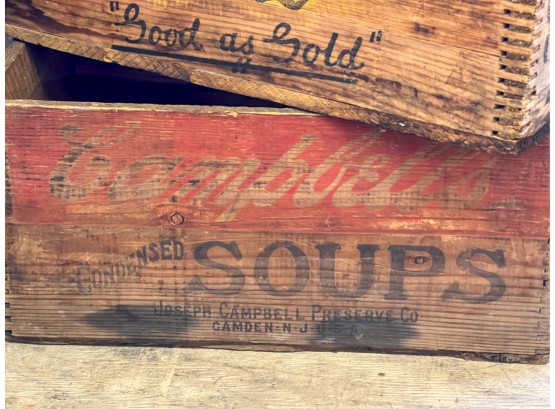 "Good as Gold"
Campbell's
CONDENSED SOUPS
JOSEPH CAMPBELL PRESERVE CO
CAMDEN·N·J·U·S·A·